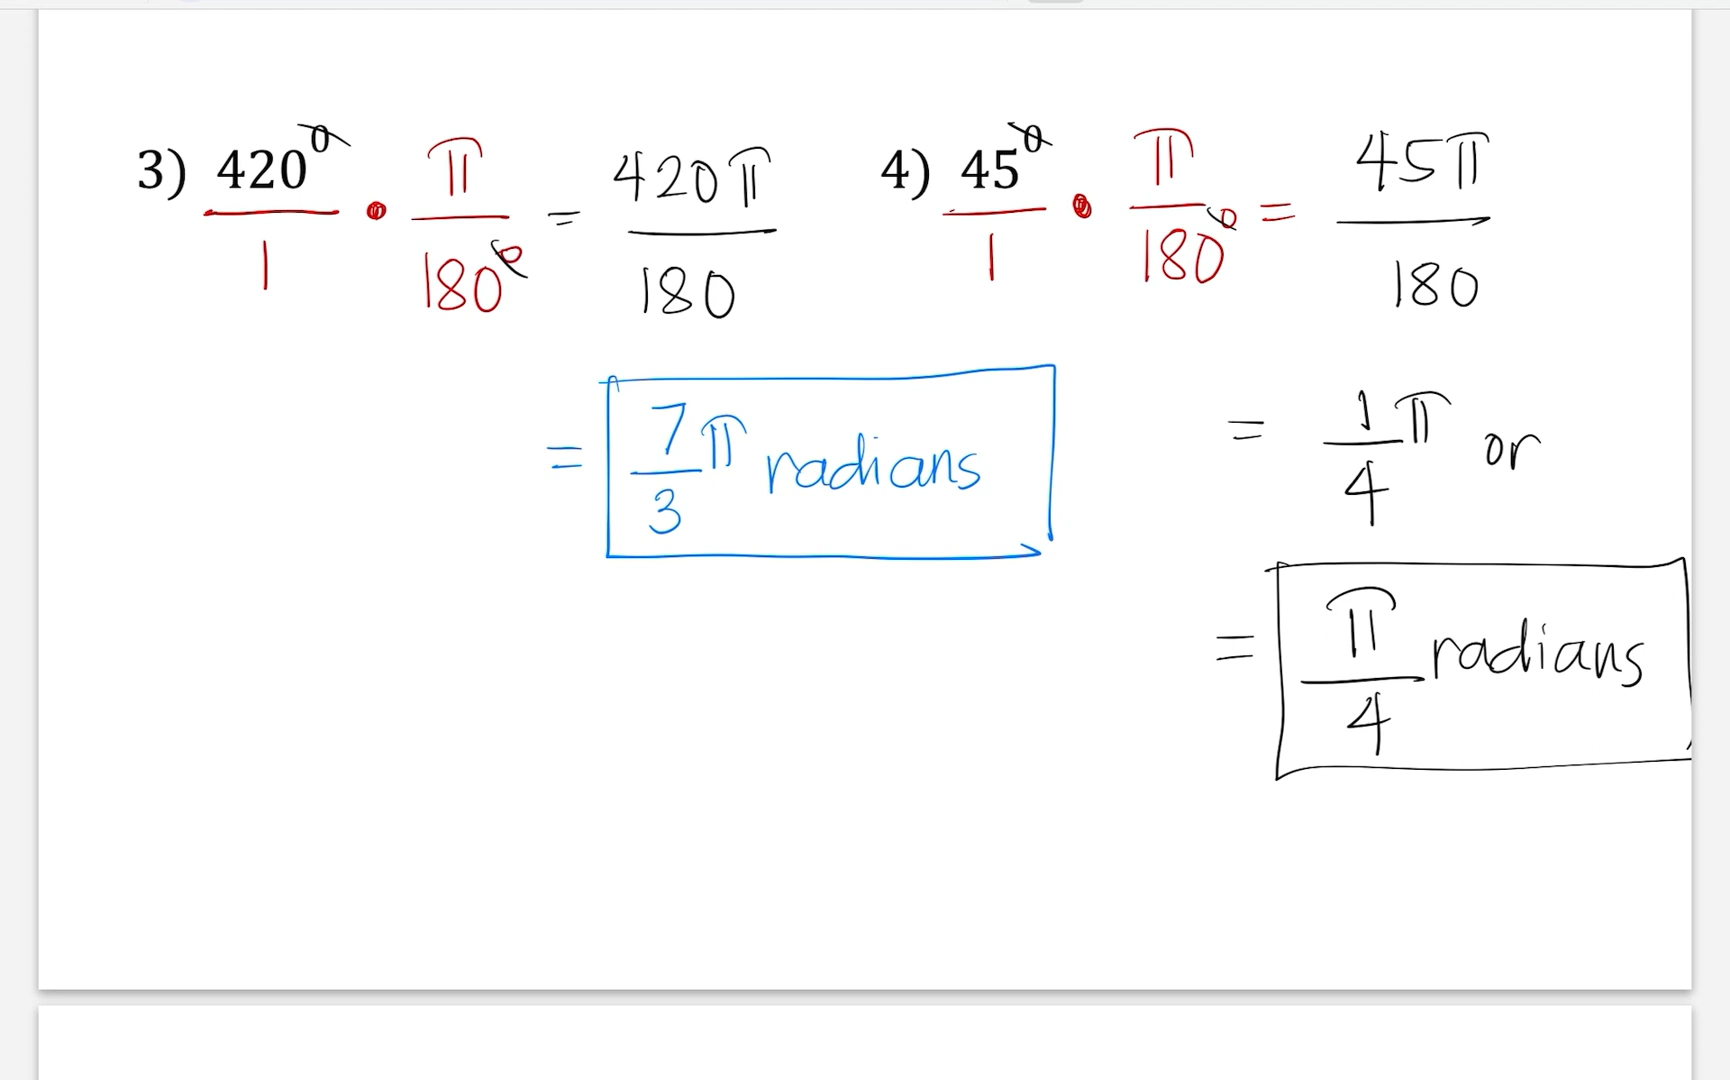 3) 420° / 1 • π / 180° = 420π / 180
= 7/3 π radians
4) 45° / 1 • π / 180° = 45π / 180
= 1/4 π or
= π/4 radians